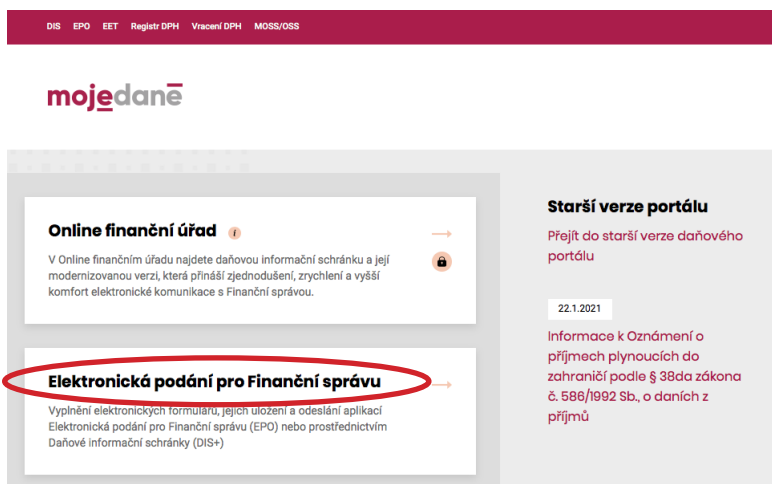 DIS EPO EET Registr DPH Vracení DPH MOSS/OSS
mojedaně
Online finanční úřad i
V Online finančním úřadu najdete daňovou informační schránku a její
modernizovanou verzi, která přináší zjednodušení, zrychlení a vyšší
komfort elektronické komunikace s Finanční správou.
Elektronická podání pro Finanční správu
Vyplnění elektronických formulářů, jejich uložení a odeslání aplikací
Elektronická podání pro Finanční správu (EPO) nebo prostřednictvím
Daňové informační schránky (DIS+)
Starší verze portálu
Přejít do starší verze daňového
portálu
22.1.2021
Informace k Oznámení o
příjmech plynoucích do
zahraničí podle § 38da zákona
č. 586/1992 Sb., o daních z
příjmů